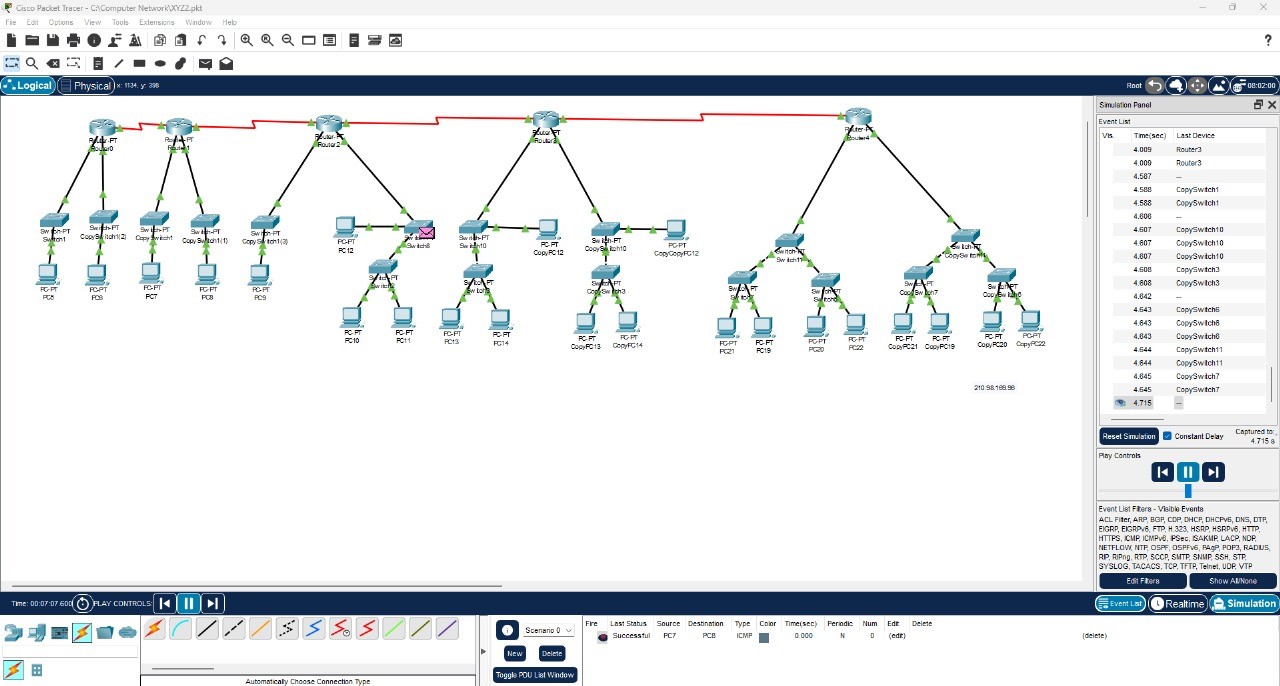 Cisco Packet Tracer - C:\Computer Network\XYZZ.pkt
File Edit Options View Tools Extensions Window Help
Logical Physical x: 1134, y: 398 Root 08:02:00
Router-PT Router0
Router-PT Router1
Router-PT Router2
Router-PT Router3
Router-PT Router4
Switch-PT Switch1
Switch-PT CopySwitch1(2)
Switch-PT CopySwitch1
Switch-PT CopySwitch1(1)
Switch-PT CopySwitch1(3)
PC-PT PC12
Switch-PT Switch10
PC-PT CopyPC12
Switch-PT CopySwitch10
PC-PT CopyCopyPC12
Switch-PT Switch11
Switch-PT CopySwitch11
PC-PT PC6
PC-PT PC7
PC-PT PC8
PC-PT PC9
Switch-PT
Switch-PT
Switch-PT CopySwitch3
Switch-PT
Switch-PT
Switch-PT CopySwitch7
Switch-PT CopySwitch6
PC-PT PC10
PC-PT PC11
PC-PT PC13
PC-PT PC14
PC-PT CopyPC13
PC-PT CopyPC14
PC-PT PC21
PC-PT PC19
PC-PT PC20
PC-PT PC22
PC-PT CopyPC21
PC-PT CopyPC19
PC-PT CopyPC20
PC-PT CopyPC22
210.98.169.96
Simulation Panel
Event List
Vis. Time(sec) Last Device
4.009 Router3
4.009 Router3
4.587 --
4.588 CopySwitch1
4.588 CopySwitch1
4.606 --
4.607 CopySwitch10
4.607 CopySwitch10
4.607 CopySwitch10
4.608 CopySwitch3
4.608 CopySwitch3
4.642 --
4.643 CopySwitch6
4.643 CopySwitch6
4.643 CopySwitch6
4.644 CopySwitch11
4.644 CopySwitch11
4.645 CopySwitch7
4.645 CopySwitch7
4.715 --
Reset Simulation Constant Delay Captured to:
4.715 s
Play Controls
Event List Filters - Visible Events
ACL Filter, ARP, BGP, CDP, DHCP, DHCPv6, DNS, DTP,
EIGRP, EIGRPv6, FTP, H.323, HSRP, HSRPv6, HTTP,
HTTPS, ICMP, ICMPv6, IPSec, ISAKMP, LACP, NDP,
NETFLOW, NTP, OSPF, OSPFv6, PAgP, POP3, RADIUS,
RIP, RIPng, RTP, SCCP, SMTP, SNMP, SSH, STP,
SYSLOG, TACACS, TCP, TFTP, Telnet, UDP, VTP
Edit Filters Show All/None
Time: 00:07:07.600 PLAY CONTROLS: Event List Realtime Simulation
Scenario 0
New Delete
Toggle PDU List Window
Fire Last Status Source Destination Type Color Time(sec) Periodic Num Edit Delete
Successful PC7 PC8 ICMP 0.000 N 0 (edit) (delete)
Automatically Choose Connection Type